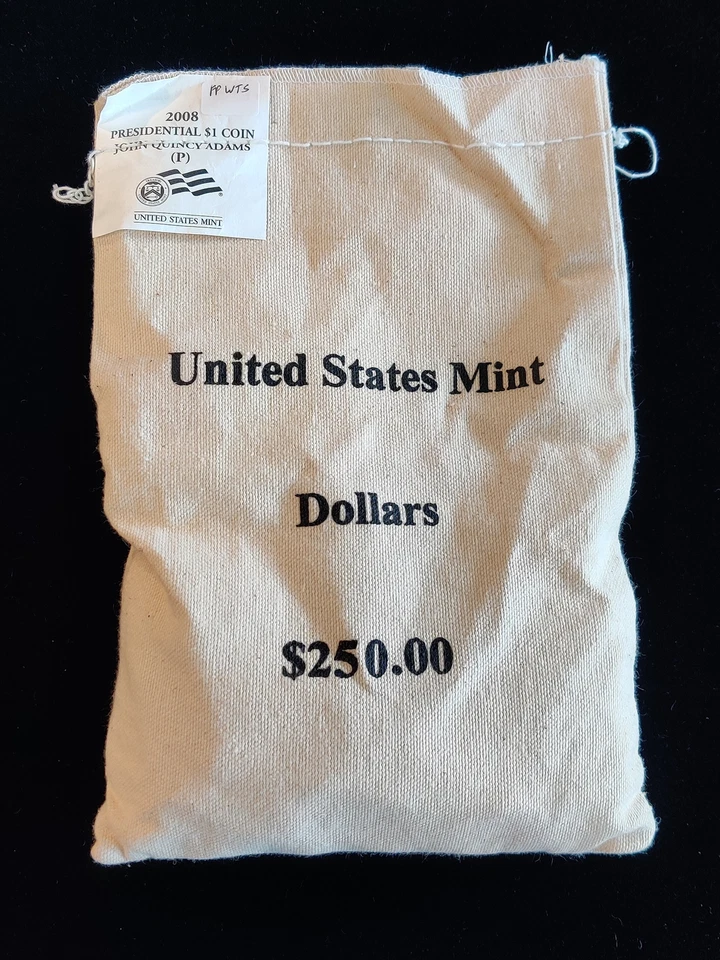 PP WTS
2008
PRESIDENTIAL $1 COIN
JOHN QUINCY ADAMS
(P)
UNITED STATES MINT
United States Mint
Dollars
$250.00